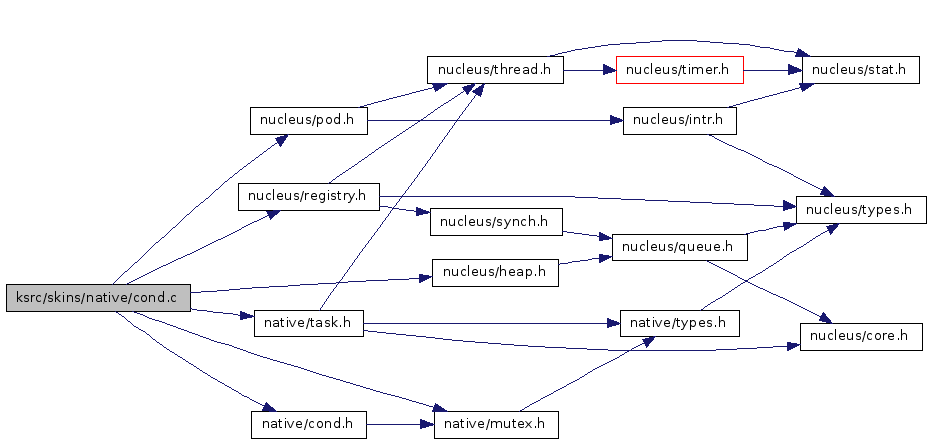 nucleus/thread.h
nucleus/timer.h
nucleus/stat.h
nucleus/pod.h
nucleus/intr.h
nucleus/registry.h
nucleus/synch.h
nucleus/types.h
nucleus/queue.h
nucleus/heap.h
ksrc/skins/native/cond.c
native/task.h
native/types.h
nucleus/core.h
native/cond.h
native/mutex.h